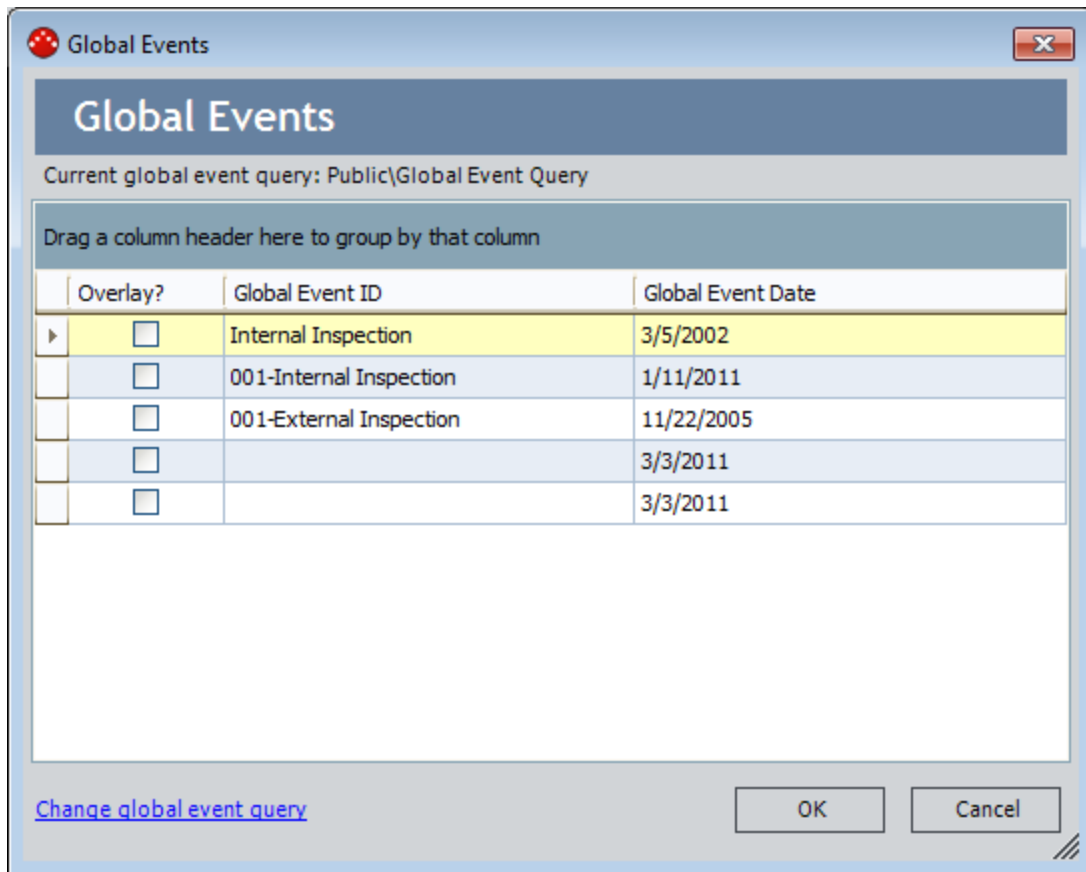 Global Events
Global Events
Current global event query: Public\Global Event Query
Drag a column header here to group by that column
Overlay? Global Event ID Global Event Date
Internal Inspection 3/5/2002
001-Internal Inspection 1/11/2011
001-External Inspection 11/22/2005
3/3/2011
3/3/2011
Change global event query OK Cancel